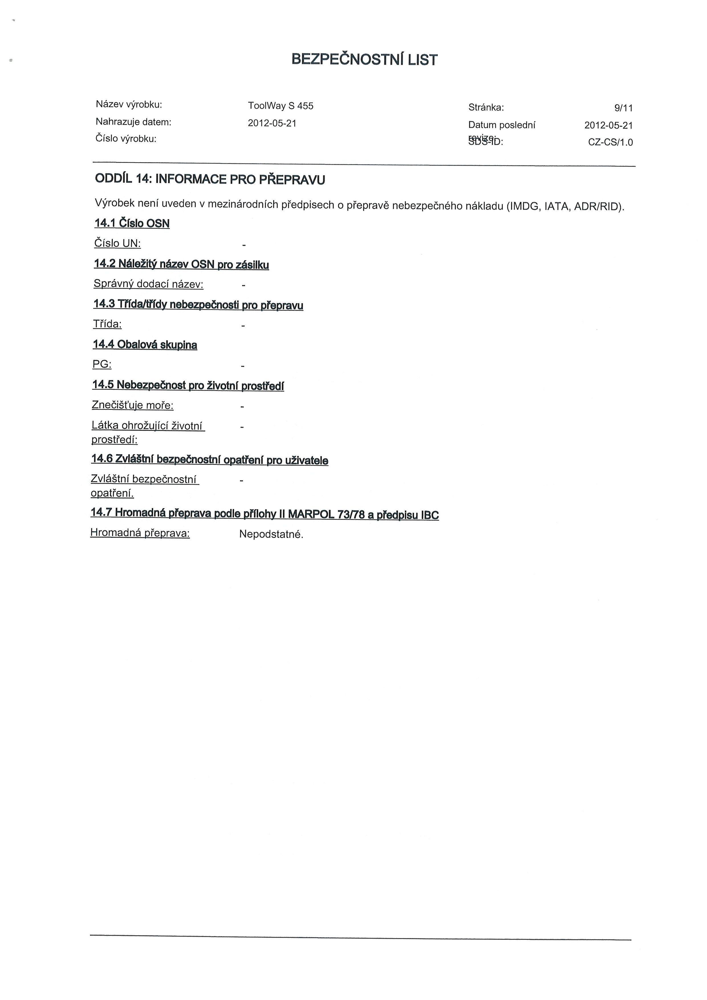 BEZPEČNOSTNÍ LIST
Název výrobku: ToolWay S 455 Stránka: 9/11
Nahrazuje datem: 2012-05-21 Datum poslední revize: 2012-05-21
Číslo výrobku: SDS-ID: CZ-CS/1.0
ODDÍL 14: INFORMACE PRO PŘEPRAVU
Výrobek není uveden v mezinárodních předpisech o přepravě nebezpečného nákladu (IMDG, IATA, ADR/RID).
14.1 Číslo OSN
Číslo UN: -
14.2 Náležitý název OSN pro zásilku
Správný dodací název: -
14.3 Třída/třídy nebezpečnosti pro přepravu
Třída: -
14.4 Obalová skupina
PG: -
14.5 Nebezpečnost pro životní prostředí
Znečišťuje moře: -
Látka ohrožující životní -
prostředí:
14.6 Zvláštní bezpečnostní opatření pro uživatele
Zvláštní bezpečnostní -
opatření.
14.7 Hromadná přeprava podle přílohy II MARPOL 73/78 a předpisu IBC
Hromadná přeprava: Nepodstatné.